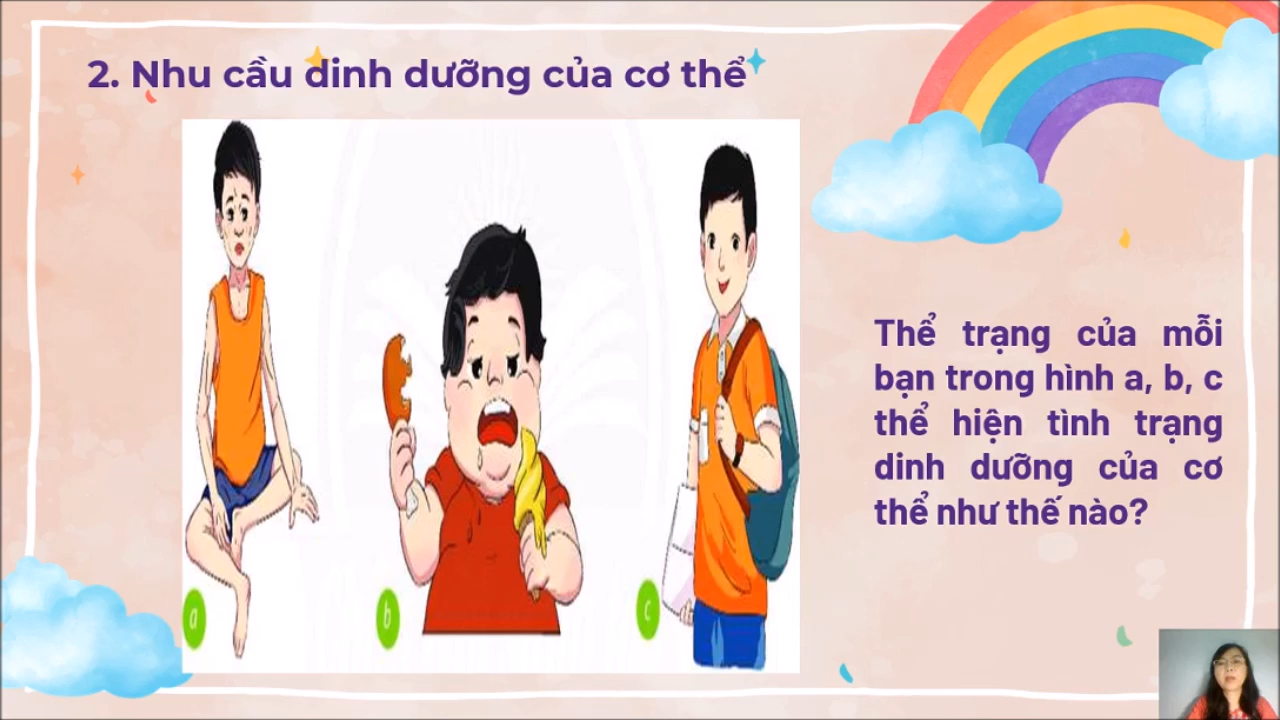 2. Nhu cầu dinh dưỡng của cơ thể
Thể trạng của mỗi
bạn trong hình a, b, c
thể hiện tình trạng
dinh dưỡng của cơ
thể như thế nào?
a
b
c